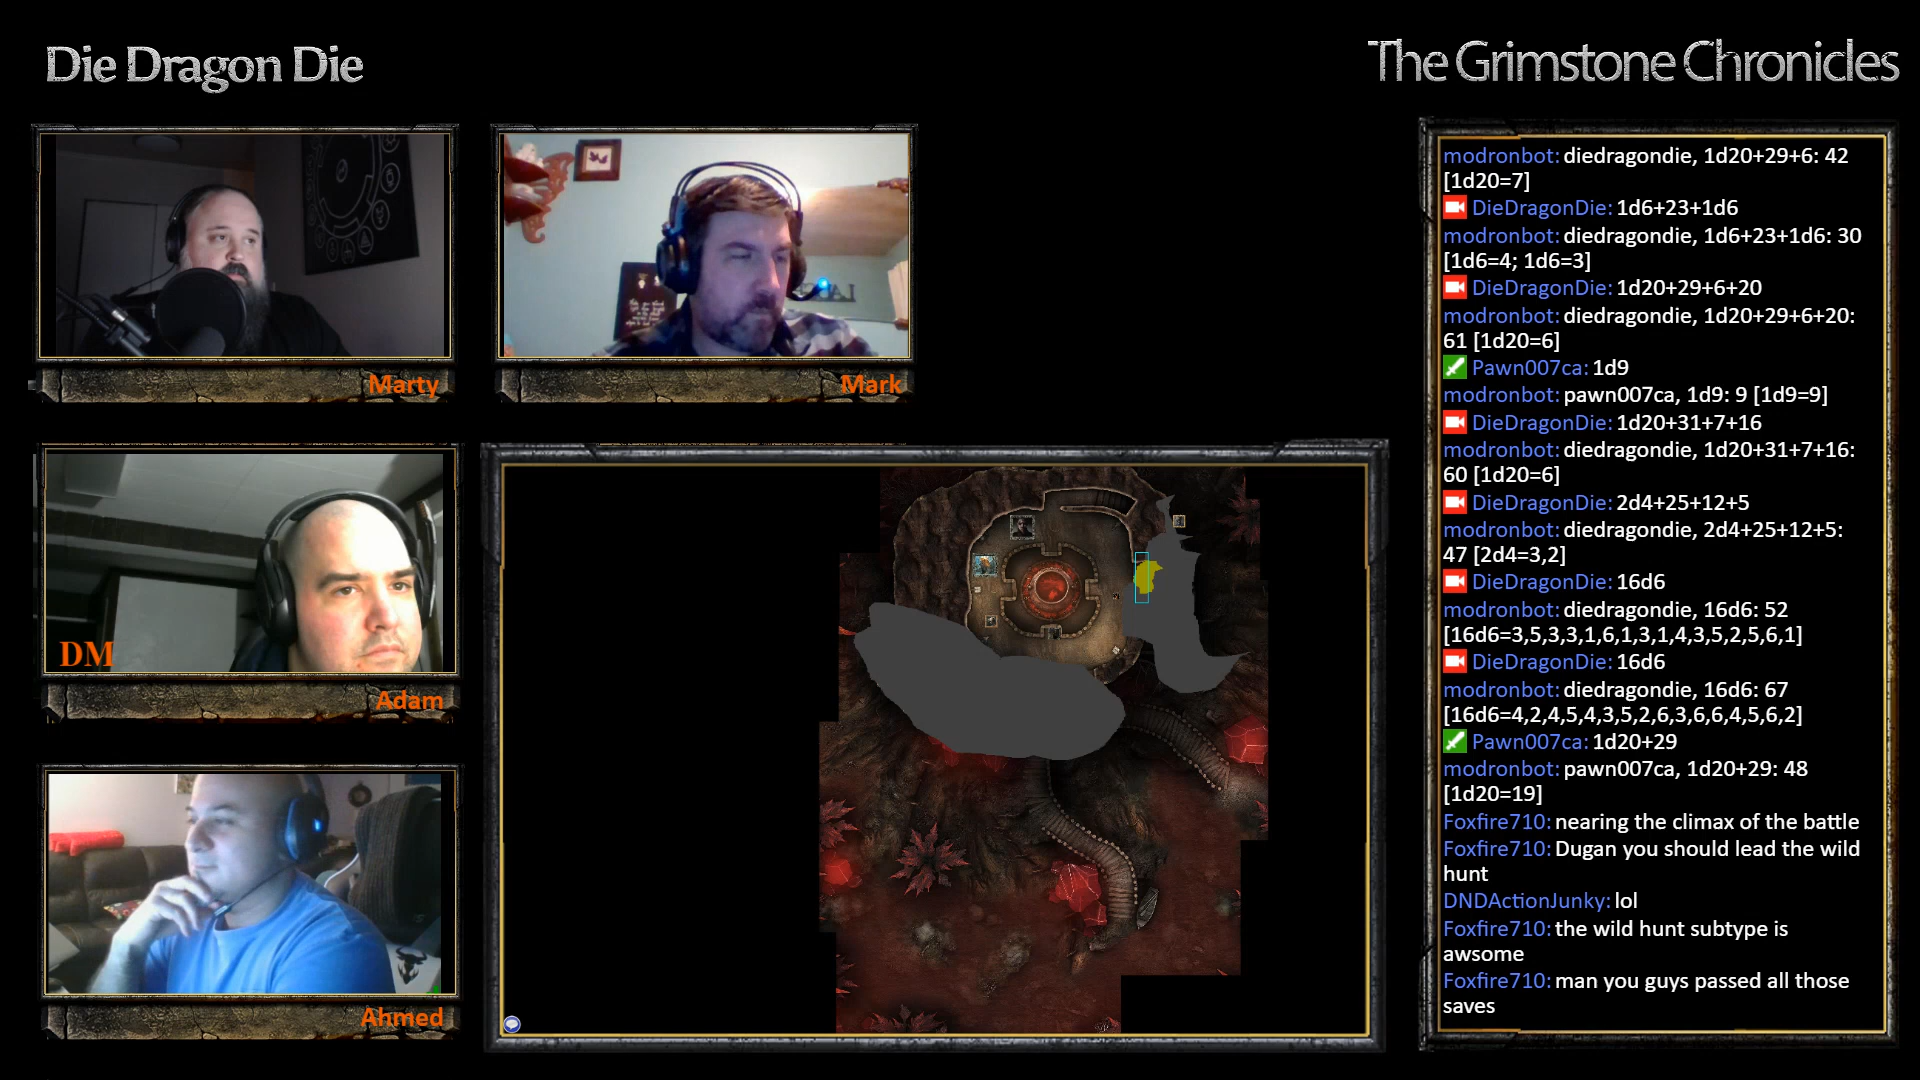 Die Dragon Die
The Grimstone Chronicles
Marty
Mark
DM
Adam
Ahmed
modronbot: diedragondie, 1d20+29+6: 42
[1d20=7]
DieDragonDie: 1d6+23+1d6
modronbot: diedragondie, 1d6+23+1d6: 30
[1d6=4; 1d6=3]
DieDragonDie: 1d20+29+6+20
modronbot: diedragondie, 1d20+29+6+20:
61 [1d20=6]
Pawn007ca: 1d9
modronbot: pawn007ca, 1d9: 9 [1d9=9]
DieDragonDie: 1d20+31+7+16
modronbot: diedragondie, 1d20+31+7+16:
60 [1d20=6]
DieDragonDie: 2d4+25+12+5
modronbot: diedragondie, 2d4+25+12+5:
47 [2d4=3,2]
DieDragonDie: 16d6
modronbot: diedragondie, 16d6: 52
[16d6=3,5,3,3,1,6,1,3,1,4,3,5,2,5,6,1]
DieDragonDie: 16d6
modronbot: diedragondie, 16d6: 67
[16d6=4,2,4,5,4,3,5,2,6,3,6,6,4,5,6,2]
Pawn007ca: 1d20+29
modronbot: pawn007ca, 1d20+29: 48
[1d20=19]
Foxfire710: nearing the climax of the battle
Foxfire710: Dugan you should lead the wild
hunt
DNDActionJunky: lol
Foxfire710: the wild hunt subtype is
awsome
Foxfire710: man you guys passed all those
saves